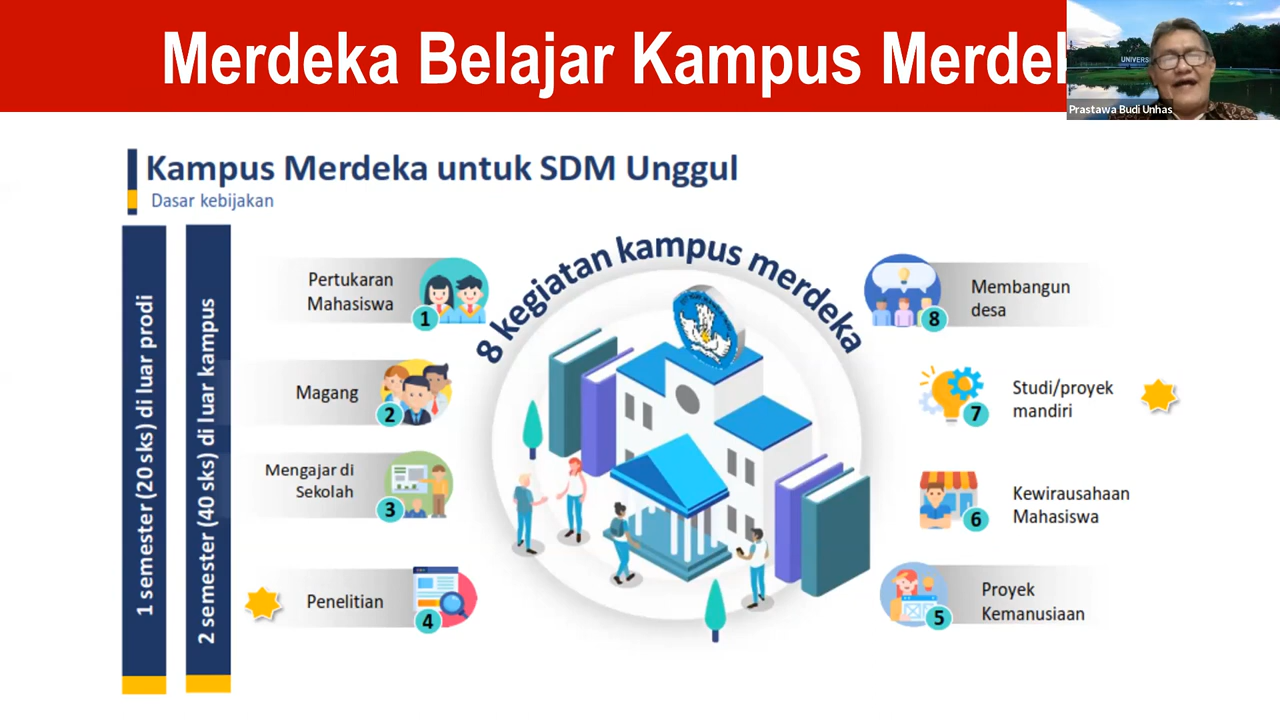 Merdeka Belajar Kampus Merdek
UNIVERS
Prastawa Budi Unhas
Kampus Merdeka untuk SDM Unggul
Dasar kebijakan
1 semester (20 sks) di luar prodi
2 semester (40 sks) di luar kampus
8 kegiatan kampus merdeka
Pertukaran
Mahasiswa
1
Magang
2
Mengajar di
Sekolah
3
Penelitian
4
Membangun
desa
8
Studi/proyek
mandiri
7
Kewirausahaan
Mahasiswa
6
Proyek
Kemanusiaan
5